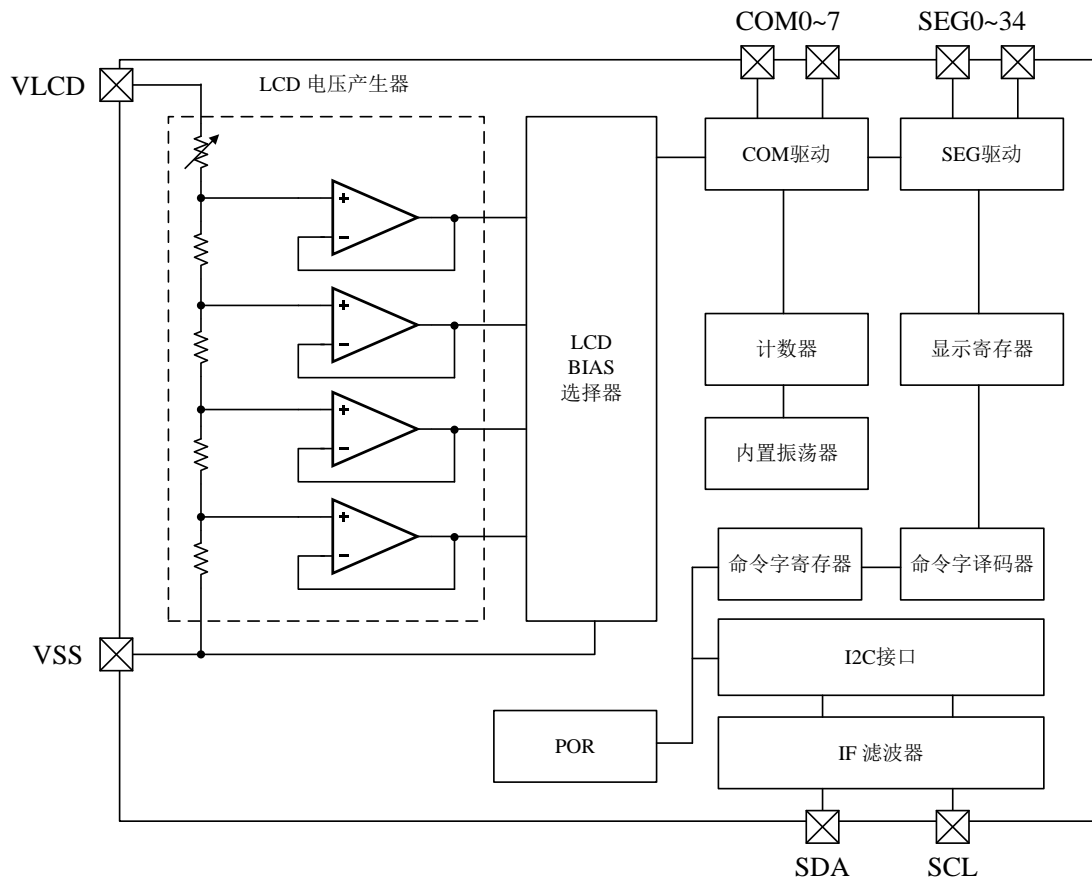 COM0~7
SEG0~34
VLCD
LCD 电压产生器
COM驱动
SEG驱动
LCD
BIAS
选择器
计数器
显示寄存器
内置振荡器
命令字寄存器
命令字译码器
VSS
I2C接口
POR
IF 滤波器
SDA
SCL